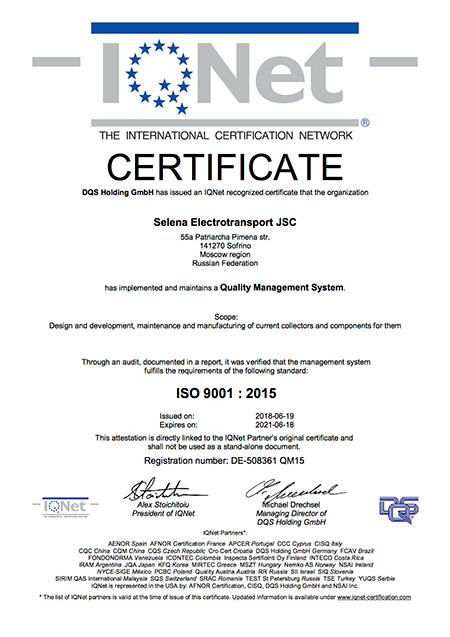 IQNet
®
THE INTERNATIONAL CERTIFICATION NETWORK
CERTIFICATE
DQS Holding GmbH has issued an IQNet recognized certificate that the organization
Selena Electrotransport JSC
55a Patriarcha Pimena str.
141270 Sofrino
Moscow region
Russian Federation
has implemented and maintains a Quality Management System.
Scope:
Design and development, maintenance and manufacturing of current collectors and components for them
Through an audit, documented in a report, it was verified that the management system
fulfills the requirements of the following standard:
ISO 9001 : 2015
Issued on: 2018-06-19
Expires on: 2021-06-18
This attestation is directly linked to the IQNet Partner's original certificate and
shall not be used as a stand-alone document.
Registration number: DE-508361 QM15
IQNet
Alex Stoichitoiu
President of IQNet
Michael Drechsel
Managing Director of
DQS Holding GmbH
DQS
IQNet Partners*:
AENOR Spain AFNOR Certification France APCER Portugal CCC Cyprus CISQ Italy
CQC China CQM China CQS Czech Republic Cro Cert Croatia DQS Holding GmbH Germany FCAV Brazil
FONDONORMA Venezuela ICONTEC Colombia Inspecta Sertifiointi Oy Finland INTECO Costa Rica
IRAM Argentina JQA Japan KFQ Korea MIRTEC Greece MSZT Hungary Nemko AS Norway NSAI Ireland
NYCE-SIGE México PCBC Poland Quality Austria Austria RR Russia SII Israel SIQ Slovenia
SIRIM QAS International Malaysia SQS Switzerland SRAC Romania TEST St Petersburg Russia TSE Turkey YUQS Serbia
IQNet is represented in the USA by: AFNOR Certification, CISQ, DQS Holding GmbH and NSAI Inc.
* The list of IQNet partners is valid at the time of issue of this certificate. Updated information is available under www.iqnet-certification.com